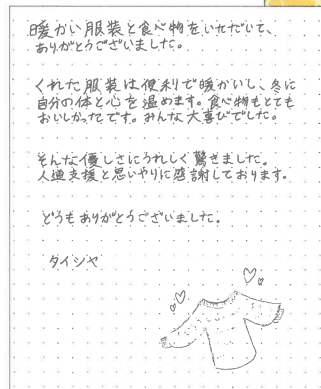 暖かい服装と食べ物をいただいて、
ありがとうございました。
くれた服装は便利で暖かいし、冬に
自分の体と心を温めます。食べ物もとても
おいしかったです。みんな大喜びでした。
そんな優しさにうれしく驚きました。
人道支援と思いやりに感謝しております。
どうもありがとうございました。
タイシヤ